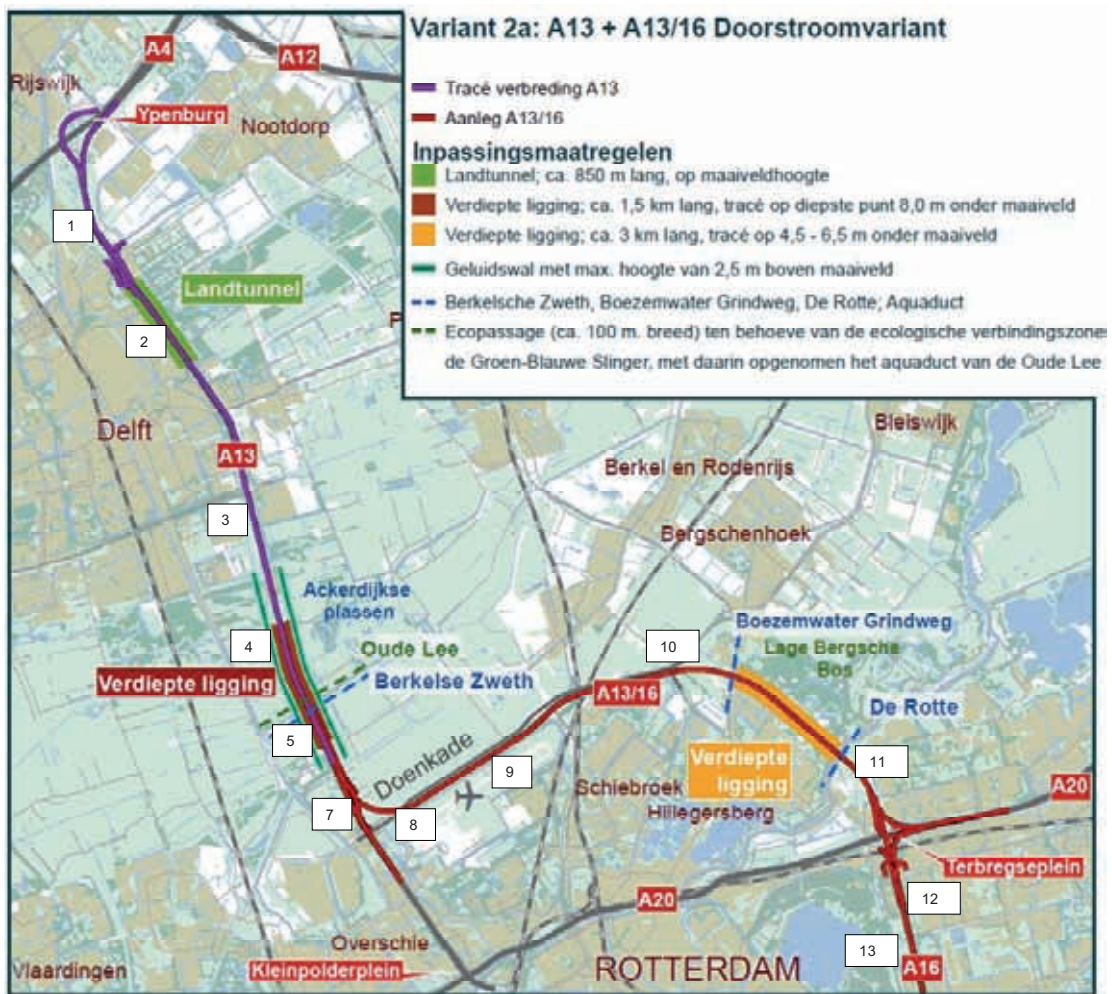 Variant 2a: A13 + A13/16 Doorstroomvariant
Tracé verbreding A13
Aanleg A13/16
Inpassingsmaatregelen
Landtunnel; ca. 850 m lang, op maaiveldhoogte
Verdiepte ligging; ca. 1,5 km lang, tracé op diepste punt 8,0 m onder maaiveld
Verdiepte ligging; ca. 3 km lang, tracé op 4,5 - 6,5 m onder maaiveld
Geluidswal met max. hoogte van 2,5 m boven maaiveld
Berkelsche Zweth, Boezemwater Grindweg, De Rotte; Aquaduct
Ecopassage (ca. 100 m. breed) ten behoeve van de ecologische verbindingszone
de Groen-Blauwe Slinger, met daarin opgenomen het aquaduct van de Oude Lee
A4
A12
Rijswijk
Ypenburg
Nootdorp
1
Landtunnel
2
P
Delft
A13
3
Bleiswijk
Berkel en Rodenrijs
Bergschenhoek
Ackerdijkse
plassen
4
Oude Lee
Verdiepte ligging
Berkelse Zweth
5
Boezemwater Grindweg
10
Lage Bergsche
Bos
A13/16
De Rotte
Doenkade
9
Verdiepte
ligging
11
Schiebroek
Hillegersberg
7
8
A20
Terbregseplein
12
A20
Overschie
13
Vlaardingen
Kleinpolderplein
ROTTERDAM
A16